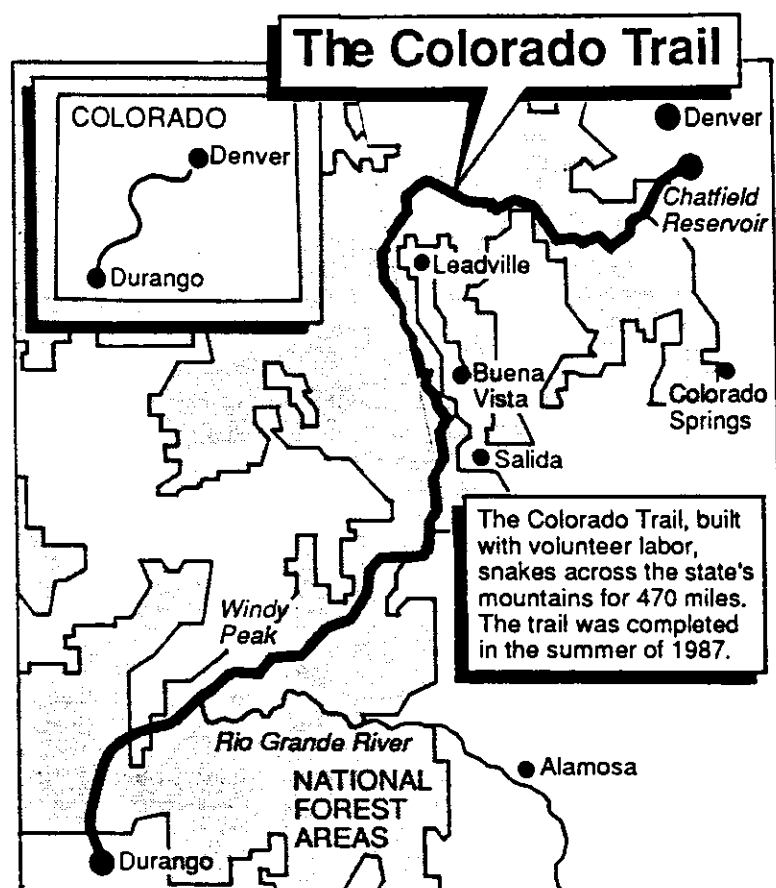 The Colorado Trail
COLORADO
Denver
Durango
Denver
Chatfield
Reservoir
Leadville
Buena
Vista
Colorado
Springs
Salida
The Colorado Trail, built
with volunteer labor,
snakes across the state's
mountains for 470 miles.
The trail was completed
in the summer of 1987.
Windy
Peak
Rio Grande River
Alamosa
NATIONAL
FOREST
AREAS
Durango